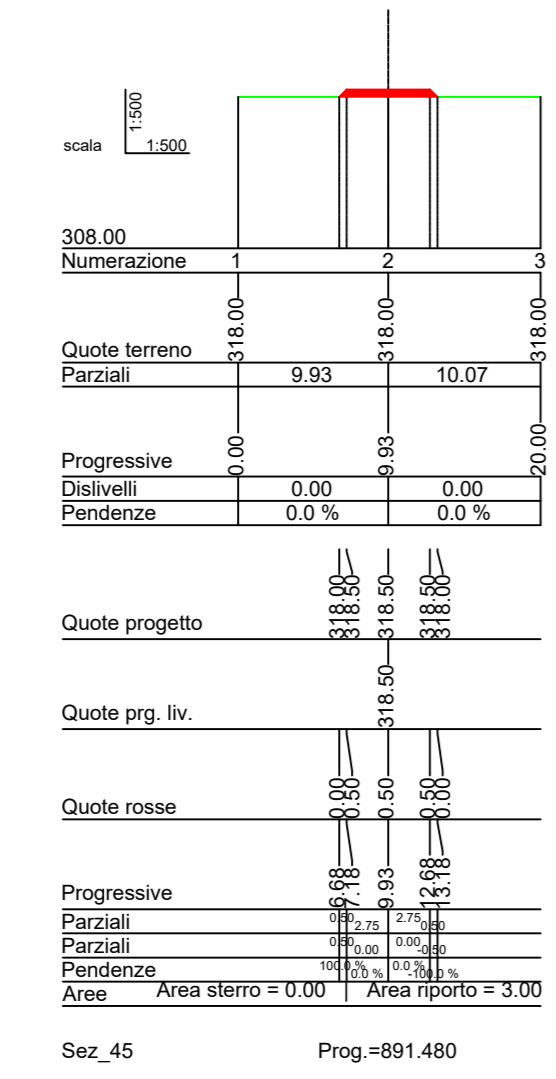 1:500
scala 1:500
308.00
Numerazione 1 2 3
Quote terreno 318.00 318.00 318.00
Parziali 9.93 10.07
Progressive 0.00 9.93 20.00
Dislivelli 0.00 0.00
Pendenze 0.0 % 0.0 %
Quote progetto 318.00 318.50 318.50 318.50 318.00
Quote prg. liv. 318.50
Quote rosse 0.00 0.50 0.50 0.50 0.00
Progressive 6.68 7.18 9.93 12.68 13.18
Parziali 0.50 2.75 2.75 0.50
Parziali 0.50 0.00 0.00 -0.50
Pendenze 100.0 % 0.0 % 0.0 % -100.0 %
Aree Area sterro = 0.00 Area riporto = 3.00
Sez_45 Prog.=891.480